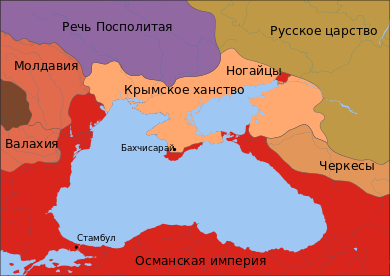 Речь Посполитая
Русское царство
Молдавия
Ногайцы
Крымское ханство
Валахия
Бахчисарай
Черкесы
Стамбул
Османская империя